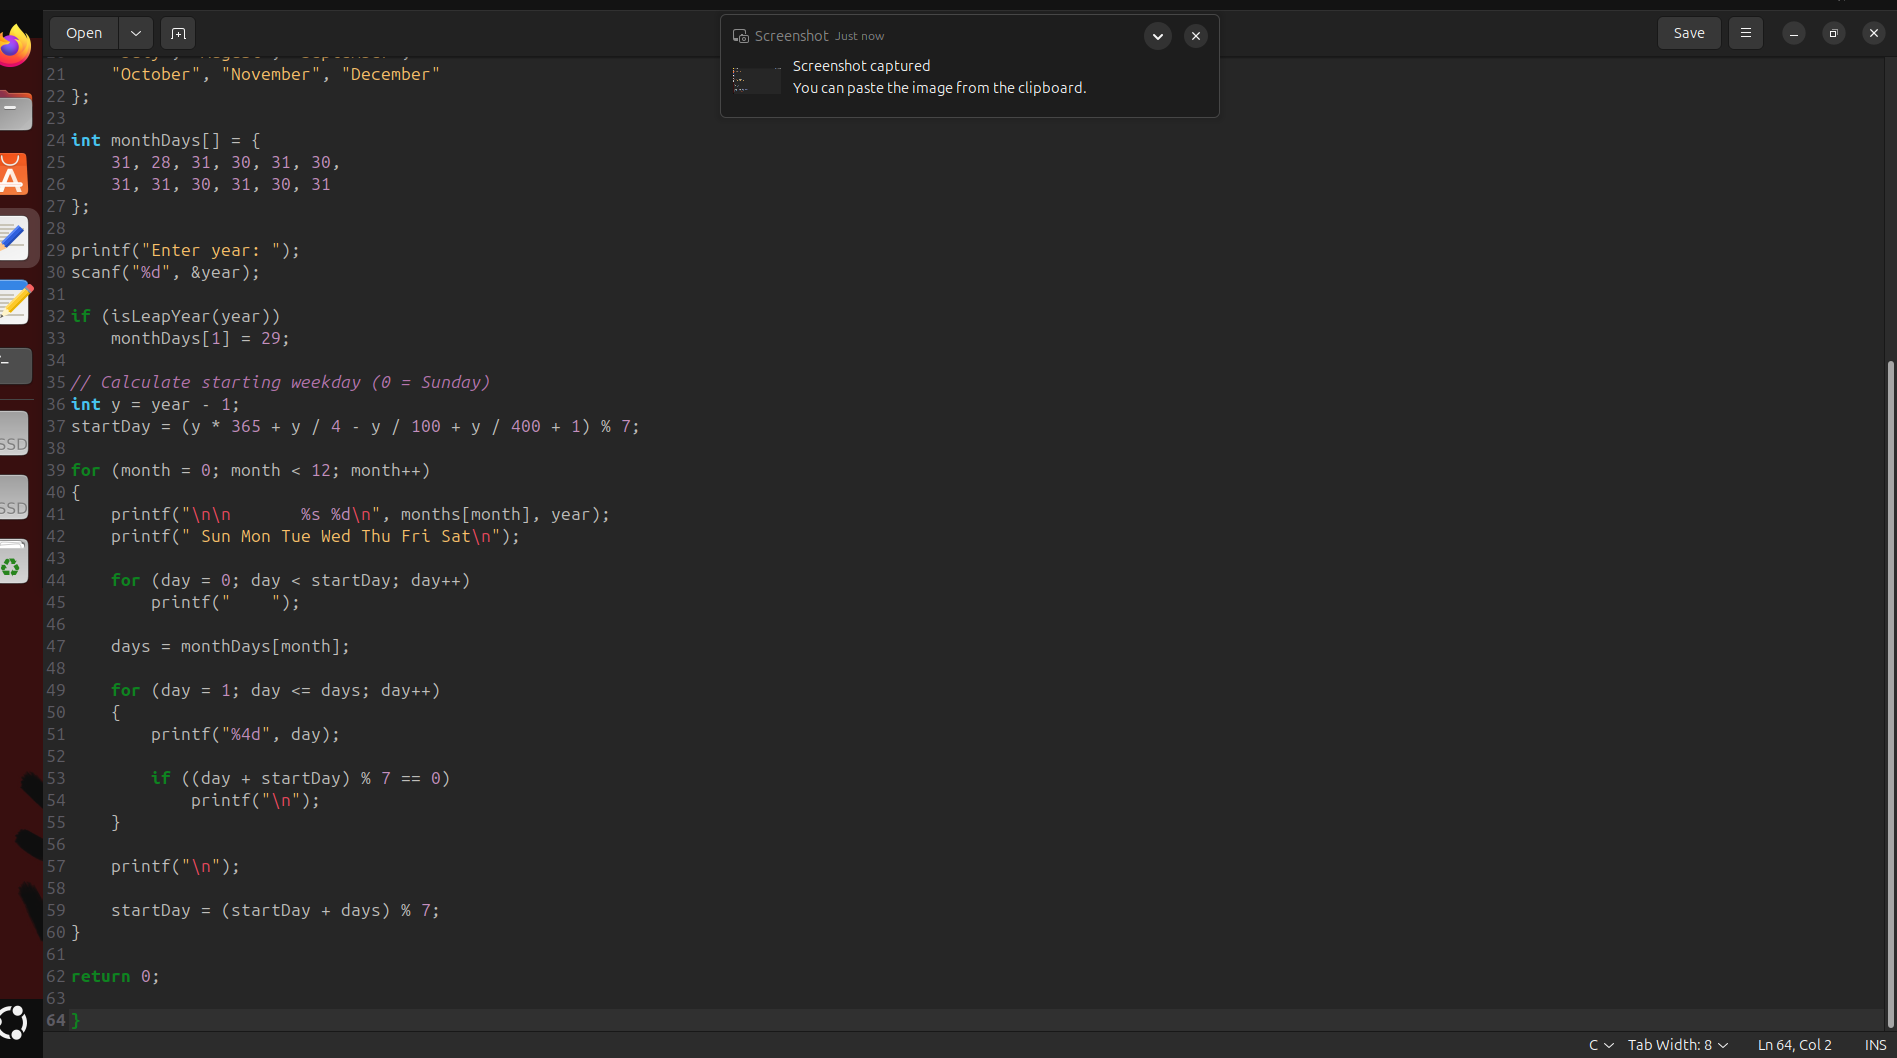 Open
Screenshot Just now
Screenshot captured
You can paste the image from the clipboard.
Save
21 "October", "November", "December"
22 };
23
24 int monthDays[] = {
25     31, 28, 31, 30, 31, 30,
26     31, 31, 30, 31, 30, 31
27 };
28
29 printf("Enter year: ");
30 scanf("%d", &year);
31
32 if (isLeapYear(year))
33     monthDays[1] = 29;
34
35 // Calculate starting weekday (0 = Sunday)
36 int y = year - 1;
37 startDay = (y * 365 + y / 4 - y / 100 + y / 400 + 1) % 7;
38
39 for (month = 0; month < 12; month++)
40 {
41     printf("\n\n       %s %d\n", months[month], year);
42     printf(" Sun Mon Tue Wed Thu Fri Sat\n");
43
44     for (day = 0; day < startDay; day++)
45         printf("    ");
46
47     days = monthDays[month];
48
49     for (day = 1; day <= days; day++)
50     {
51         printf("%4d", day);
52
53         if ((day + startDay) % 7 == 0)
54             printf("\n");
55     }
56
57     printf("\n");
58
59     startDay = (startDay + days) % 7;
60 }
61
62 return 0;
63
64 }
SSD
SSD
C
Tab Width: 8
Ln 64, Col 2
INS